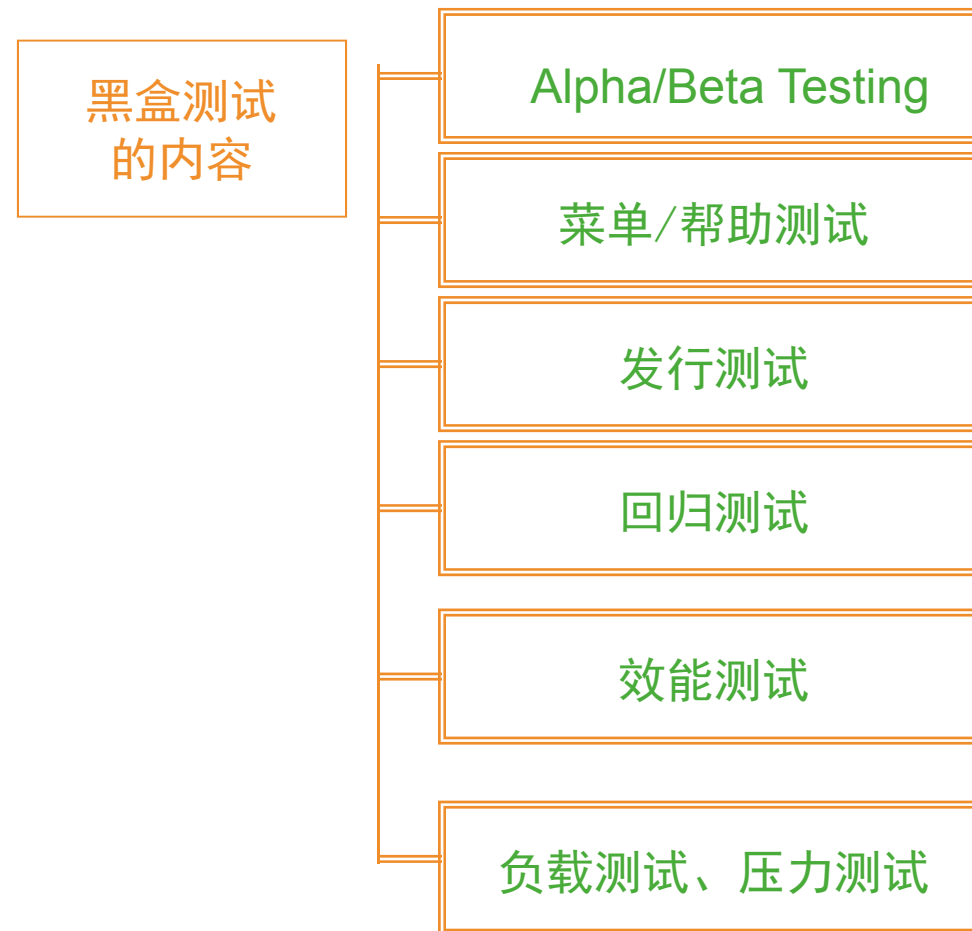 黑盒测试
的内容
Alpha/Beta Testing
菜单/帮助测试
发行测试
回归测试
效能测试
负载测试、压力测试